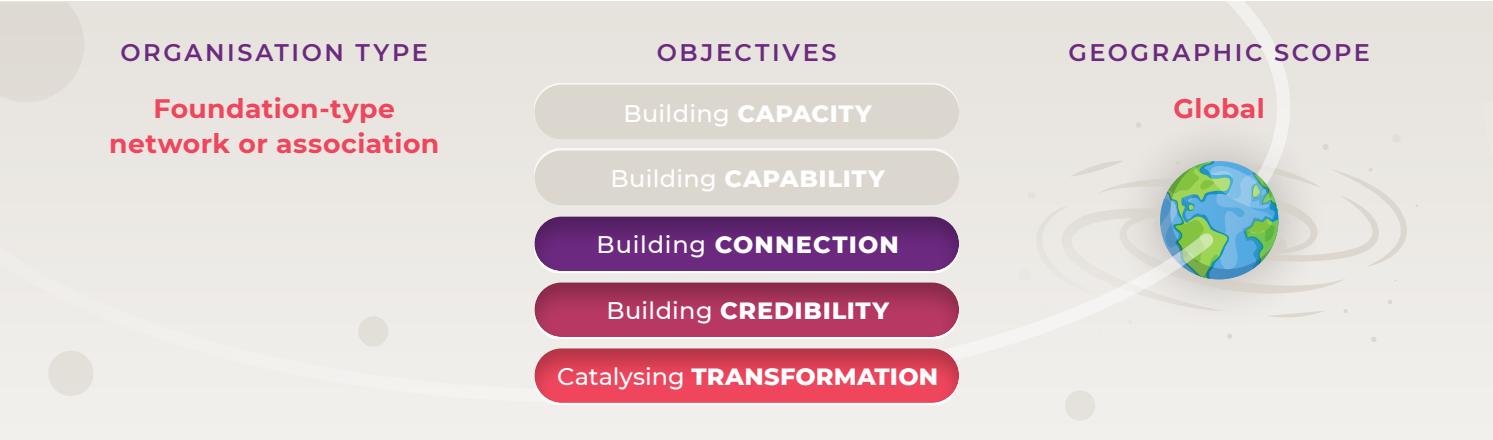 ORGANISATION TYPE
Foundation-type
network or association
OBJECTIVES
Building CAPACITY
Building CAPABILITY
Building CONNECTION
Building CREDIBILITY
Catalysing TRANSFORMATION
GEOGRAPHIC SCOPE
Global